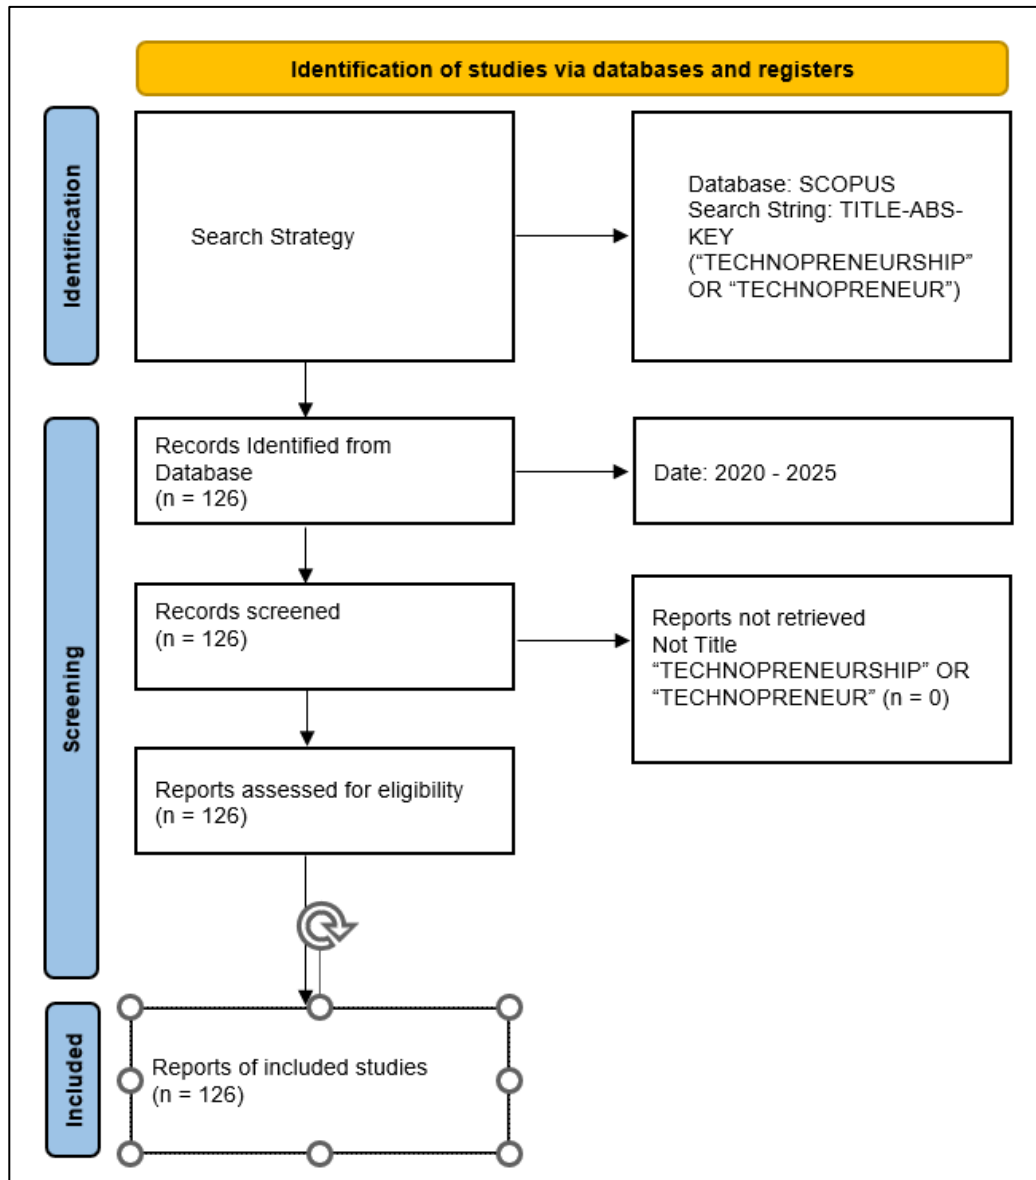 Identification of studies via databases and registers
Identification
Search Strategy
Database: SCOPUS
Search String: TITLE-ABS-
KEY
(“TECHNOPRENEURSHIP”
OR “TECHNOPRENEUR”)
Screening
Records Identified from
Database
(n = 126)
Date: 2020 - 2025
Records screened
(n = 126)
Reports not retrieved
Not Title
“TECHNOPRENEURSHIP” OR
“TECHNOPRENEUR” (n = 0)
Reports assessed for eligibility
(n = 126)
Included
Reports of included studies
(n = 126)